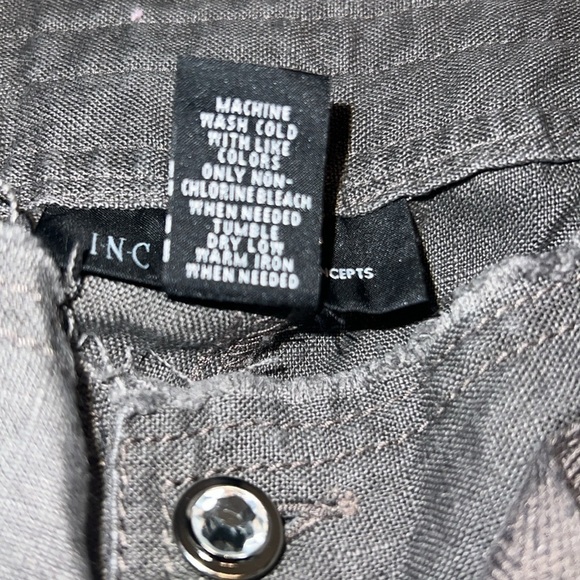 MACHINE
WASH COLD
WITH LIKE
COLORS
ONLY NON-
CHLORINE BLEACH
WHEN NEEDED
TUMBLE
DRY LOW
WARM IRON
WHEN NEEDED
IN·C
CEPTS